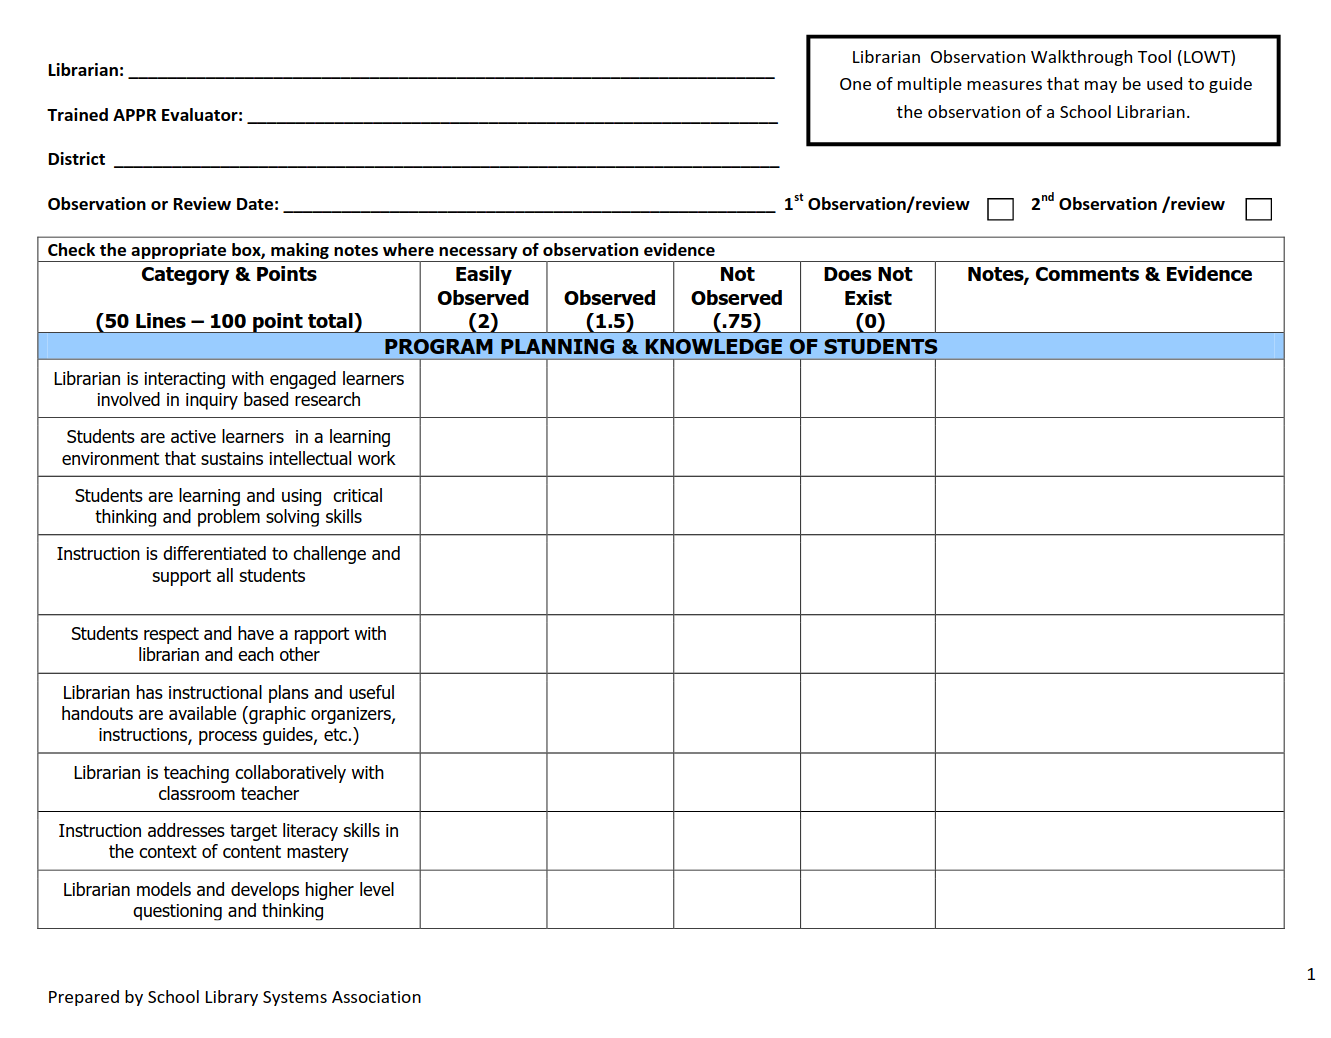 Librarian Observation Walkthrough Tool (LOWT)
One of multiple measures that may be used to guide
the observation of a School Librarian.
Librarian: ______________________________________________________________________
Trained APPR Evaluator: _________________________________________________________
District ________________________________________________________________________
Observation or Review Date: _____________________________________________________ 1st Observation/review 2nd Observation /review
Check the appropriate box, making notes where necessary of observation evidence
Category & Points
(50 Lines – 100 point total)
Easily
Observed
(2)
Observed
(1.5)
Not
Observed
(.75)
Does Not
Exist
(0)
Notes, Comments & Evidence
PROGRAM PLANNING & KNOWLEDGE OF STUDENTS
Librarian is interacting with engaged learners
involved in inquiry based research
Students are active learners in a learning
environment that sustains intellectual work
Students are learning and using critical
thinking and problem solving skills
Instruction is differentiated to challenge and
support all students
Students respect and have a rapport with
librarian and each other
Librarian has instructional plans and useful
handouts are available (graphic organizers,
instructions, process guides, etc.)
Librarian is teaching collaboratively with
classroom teacher
Instruction addresses target literacy skills in
the context of content mastery
Librarian models and develops higher level
questioning and thinking
1
Prepared by School Library Systems Association